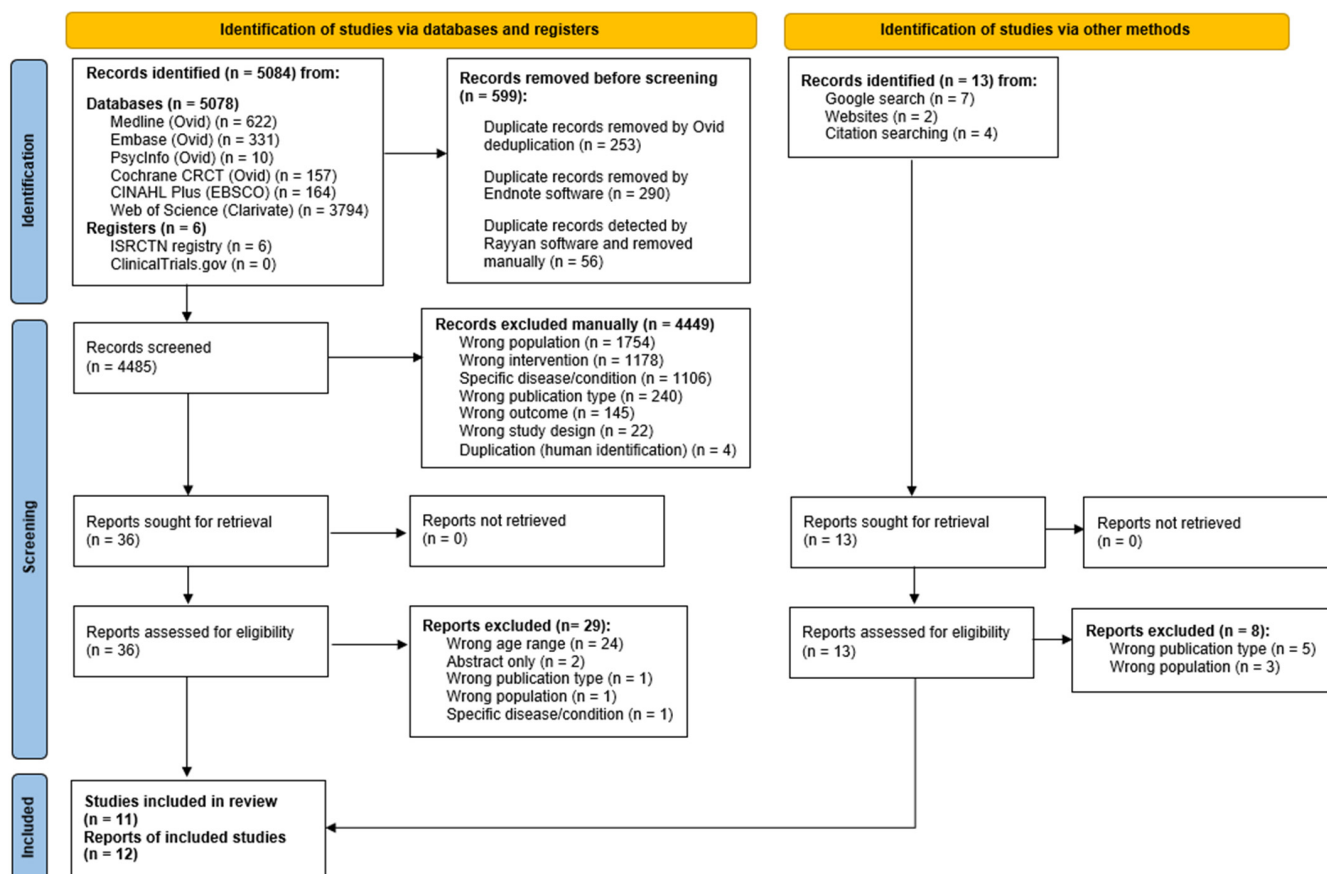 Identification of studies via databases and registers
Identification of studies via other methods
Identification
Records identified (n = 5084) from:
Databases (n = 5078)
Medline (Ovid) (n = 622)
Embase (Ovid) (n = 331)
PsycInfo (Ovid) (n = 10)
Cochrane CRCT (Ovid) (n = 157)
CINAHL Plus (EBSCO) (n = 164)
Web of Science (Clarivate) (n = 3794)
Registers (n = 6)
ISRCTN registry (n = 6)
ClinicalTrials.gov (n = 0)
Records removed before screening
(n = 599):
Duplicate records removed by Ovid
deduplication (n = 253)
Duplicate records removed by
Endnote software (n = 290)
Duplicate records detected by
Rayyan software and removed
manually (n = 56)
Records identified (n = 13) from:
Google search (n = 7)
Websites (n = 2)
Citation searching (n = 4)
Screening
Records screened
(n = 4485)
Records excluded manually (n = 4449)
Wrong population (n = 1754)
Wrong intervention (n = 1178)
Specific disease/condition (n = 1106)
Wrong publication type (n = 240)
Wrong outcome (n = 145)
Wrong study design (n = 22)
Duplication (human identification) (n = 4)
Reports sought for retrieval
(n = 36)
Reports not retrieved
(n = 0)
Reports sought for retrieval
(n = 13)
Reports not retrieved
(n = 0)
Reports assessed for eligibility
(n = 36)
Reports excluded (n= 29):
Wrong age range (n = 24)
Abstract only (n = 2)
Wrong publication type (n = 1)
Wrong population (n = 1)
Specific disease/condition (n = 1)
Reports assessed for eligibility
(n = 13)
Reports excluded (n = 8):
Wrong publication type (n = 5)
Wrong population (n = 3)
Included
Studies included in review
(n = 11)
Reports of included studies
(n = 12)